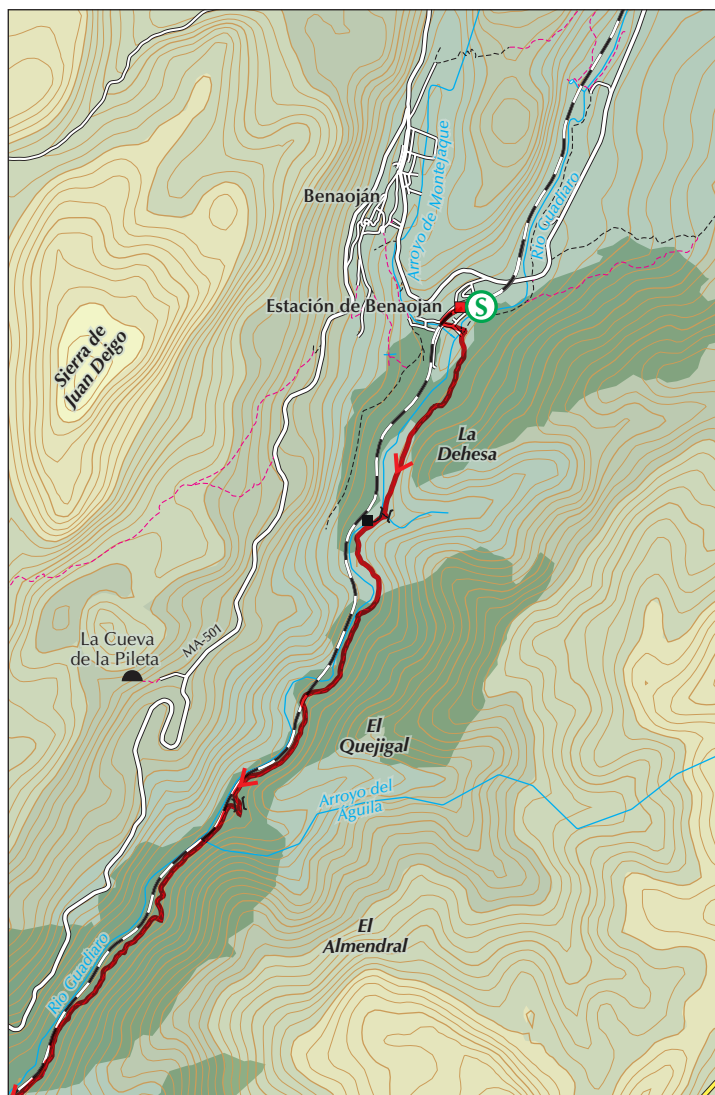 Benaoján
Arroyo de Montejaque
Río Guadiaro
Estación de Benaojan
S
Sierra de
Juan Deigo
La
Dehesa
La Cueva
de la Pileta
MA-501
El
Quejigal
Arroyo del
Águila
El
Almendral
Río Guadiaro